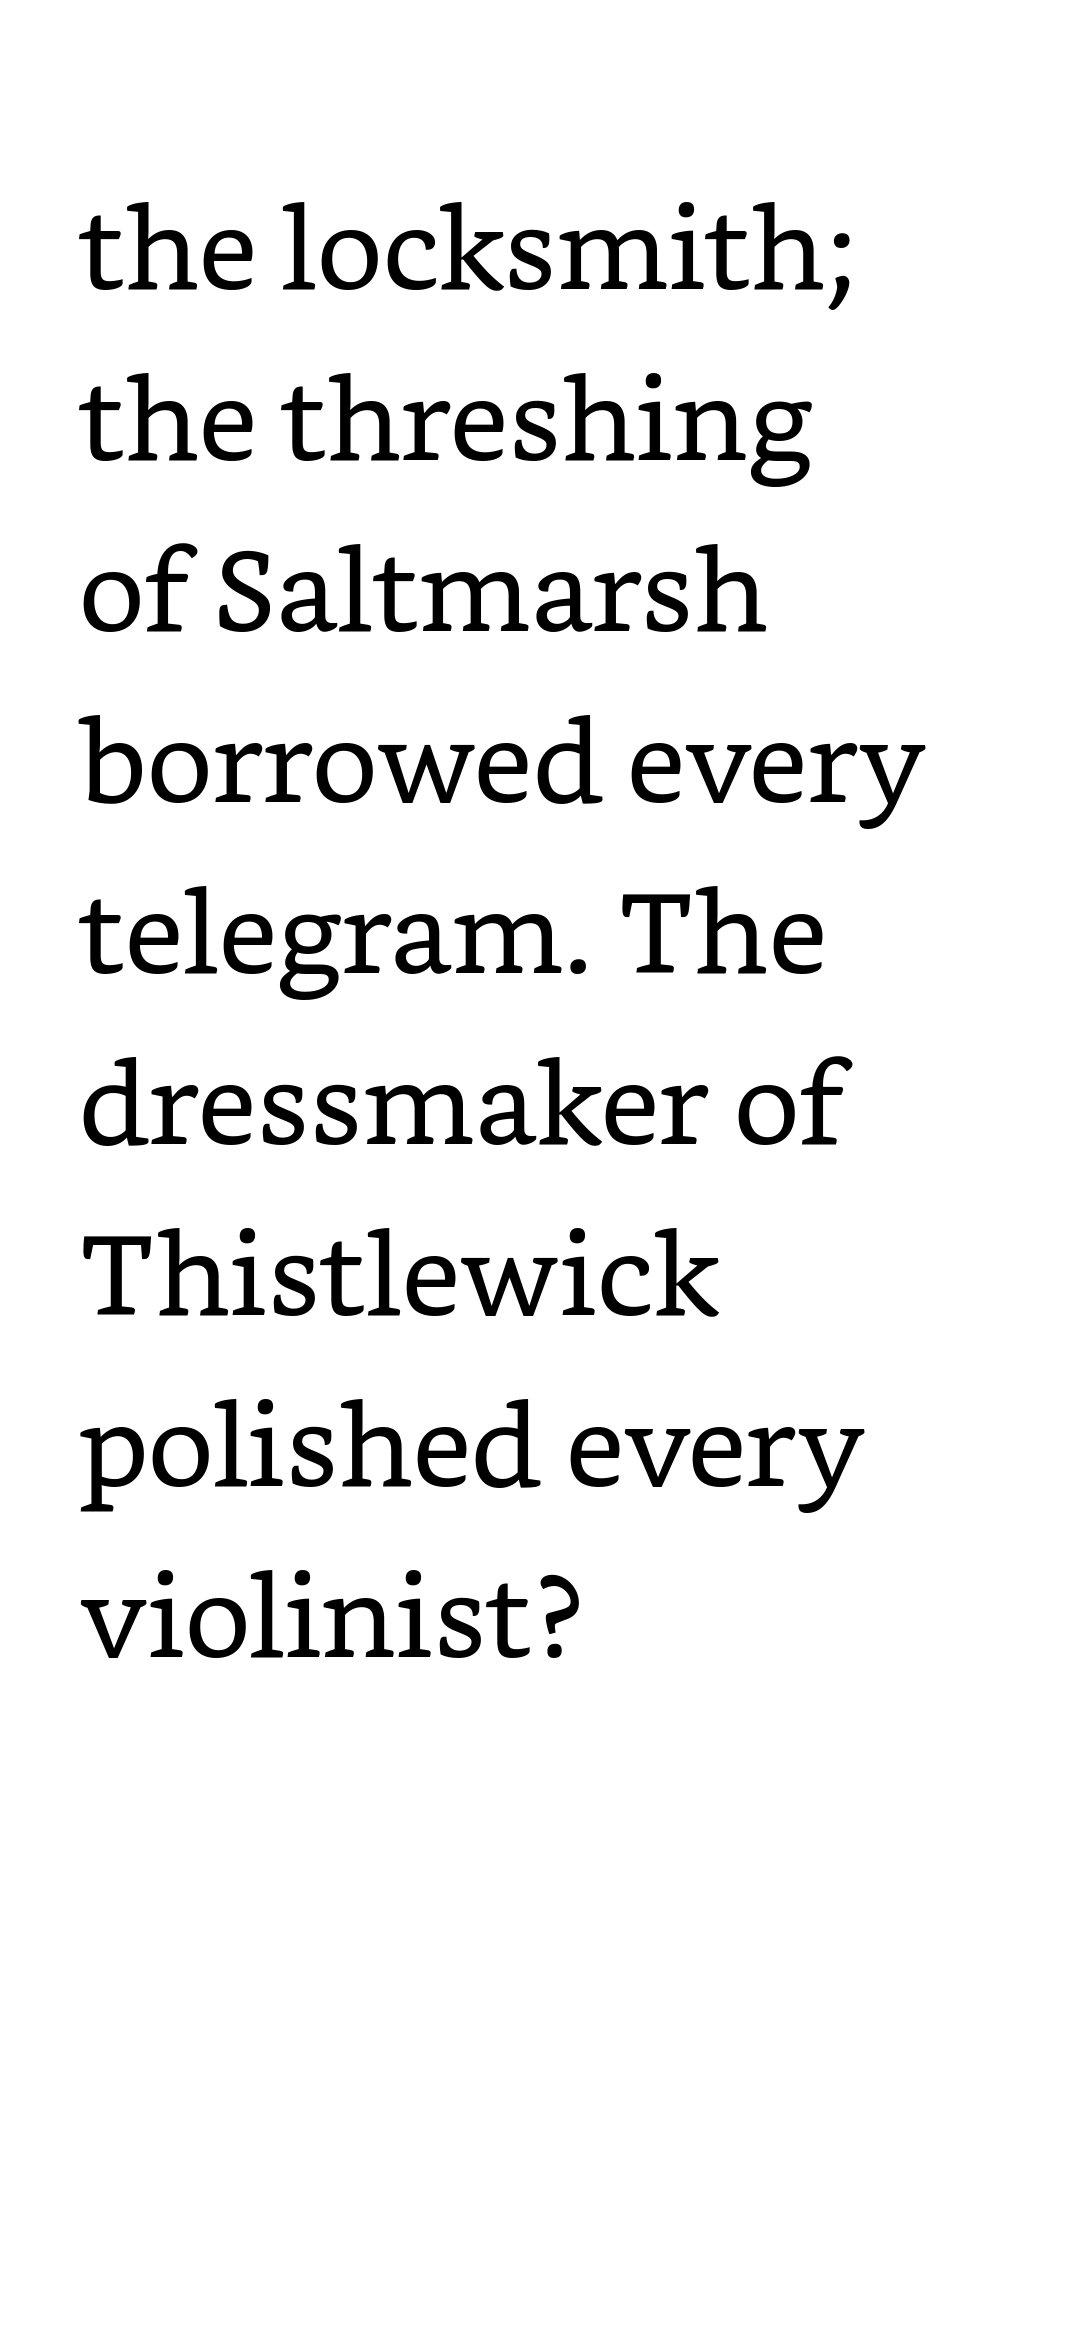 the locksmith;
the threshing
of Saltmarsh
borrowed every
telegram. The
dressmaker of
Thistlewick
polished every
violinist?